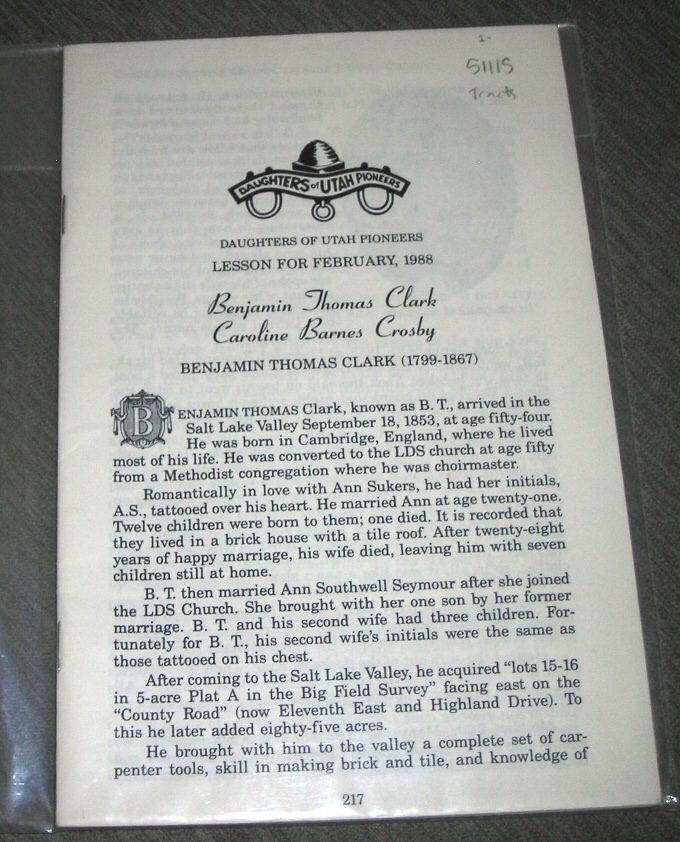 2.
51115
Tracts
DAUGHTERS of UTAH PIONEERS
DAUGHTERS OF UTAH PIONEERS
LESSON FOR FEBRUARY, 1988
Benjamin Thomas Clark
Caroline Barnes Crosby
BENJAMIN THOMAS CLARK (1799-1867)
BENJAMIN THOMAS Clark, known as B. T., arrived in the
Salt Lake Valley September 18, 1853, at age fifty-four.
He was born in Cambridge, England, where he lived
most of his life. He was converted to the LDS church at age fifty
from a Methodist congregation where he was choirmaster.
Romantically in love with Ann Sukers, he had her initials,
A.S., tattooed over his heart. He married Ann at age twenty-one.
Twelve children were born to them; one died. It is recorded that
they lived in a brick house with a tile roof. After twenty-eight
years of happy marriage, his wife died, leaving him with seven
children still at home.
B. T. then married Ann Southwell Seymour after she joined
the LDS Church. She brought with her one son by her former
marriage. B. T. and his second wife had three children. For-
tunately for B. T., his second wife's initials were the same as
those tattooed on his chest.
After coming to the Salt Lake Valley, he acquired "lots 15-16
in 5-acre Plat A in the Big Field Survey" facing east on the
"County Road" (now Eleventh East and Highland Drive). To
this he later added eighty-five acres.
He brought with him to the valley a complete set of car-
penter tools, skill in making brick and tile, and knowledge of
217